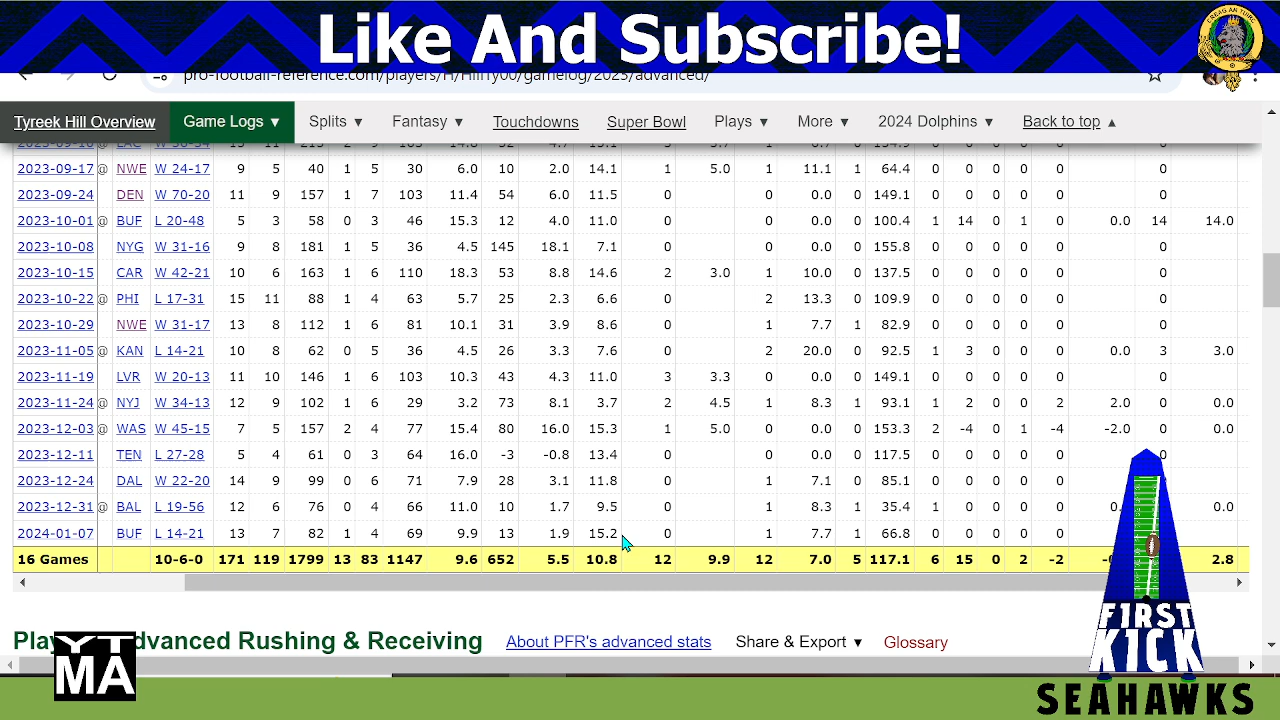 Like And Subscribe!
pro-football-reference.com/players/H/HillTy00/gamelog/2023/advanced/
Tyreek Hill Overview Game Logs ▼ Splits ▼ Fantasy ▼ Touchdowns Super Bowl Plays ▼ More ▼ 2024 Dolphins ▼ Back to top ▲
2023-09-17 @ NWE W 24-17 9 5 40 1 5 30 6.0 10 2.0 14.1 1 5.0 1 11.1 1 64.4 0 0 0 0 0 0
2023-09-24 DEN W 70-20 11 9 157 1 7 103 11.4 54 6.0 11.5 0 0 0.0 0 149.1 0 0 0 0 0 0
2023-10-01 @ BUF L 20-48 5 3 58 0 3 46 15.3 12 4.0 11.0 0 0 0.0 0 100.4 1 14 0 1 0 0.0 14 14.0
2023-10-08 NYG W 31-16 9 8 181 1 5 36 4.5 145 18.1 7.1 0 0 0.0 0 155.8 0 0 0 0 0 0
2023-10-15 CAR W 42-21 10 6 163 1 6 110 18.3 53 8.8 14.6 2 3.0 1 10.0 0 137.5 0 0 0 0 0 0
2023-10-22 @ PHI L 17-31 15 11 88 1 4 63 5.7 25 2.3 6.6 0 2 13.3 0 109.9 0 0 0 0 0 0
2023-10-29 NWE W 31-17 13 8 112 1 6 81 10.1 31 3.9 8.6 0 1 7.7 1 82.9 0 0 0 0 0 0
2023-11-05 @ KAN L 14-21 10 8 62 0 5 36 4.5 26 3.3 7.6 0 2 20.0 0 92.5 1 3 0 0 0 0.0 3 3.0
2023-11-19 LVR W 20-13 11 10 146 1 6 103 10.3 43 4.3 11.0 3 3.3 0 0.0 0 149.1 0 0 0 0 0 0
2023-11-24 @ NYJ W 34-13 12 9 102 1 6 29 3.2 73 8.1 3.7 2 4.5 1 8.3 1 93.1 1 2 0 0 2 2.0 0 0.0
2023-12-03 @ WAS W 45-15 7 5 157 2 4 77 15.4 80 16.0 15.3 1 5.0 0 0.0 0 153.3 2 -4 0 1 -4 -2.0 0 0.0
2023-12-11 TEN L 27-28 5 4 61 0 3 64 16.0 -3 -0.8 13.4 0 0 0.0 0 117.5 0 0 0 0 0 0
2023-12-24 DAL W 22-20 14 9 99 0 6 71 7.9 28 3.1 11.8 0 1 7.1 0 85.1 0 0 0 0 0
2023-12-31 @ BAL L 19-56 12 6 76 0 4 66 11.0 10 1.7 9.5 0 1 8.3 1 35.4 1 0 0 0 0
2024-01-07 BUF L 14-21 13 7 82 1 4 69 9.9 13 1.9 15.2 0 1 7.7 1 66.8 0 0 0 0 0
16 Games 10-6-0 171 119 1799 13 83 1147 9.6 652 5.5 10.8 12 9.9 12 7.0 5 117.1 6 15 0 2 -2 2.8
Advanced Rushing & Receiving About PFR's advanced stats Share & Export ▼ Glossary
YT
MA
FIRST
KICK
SEAHAWKS